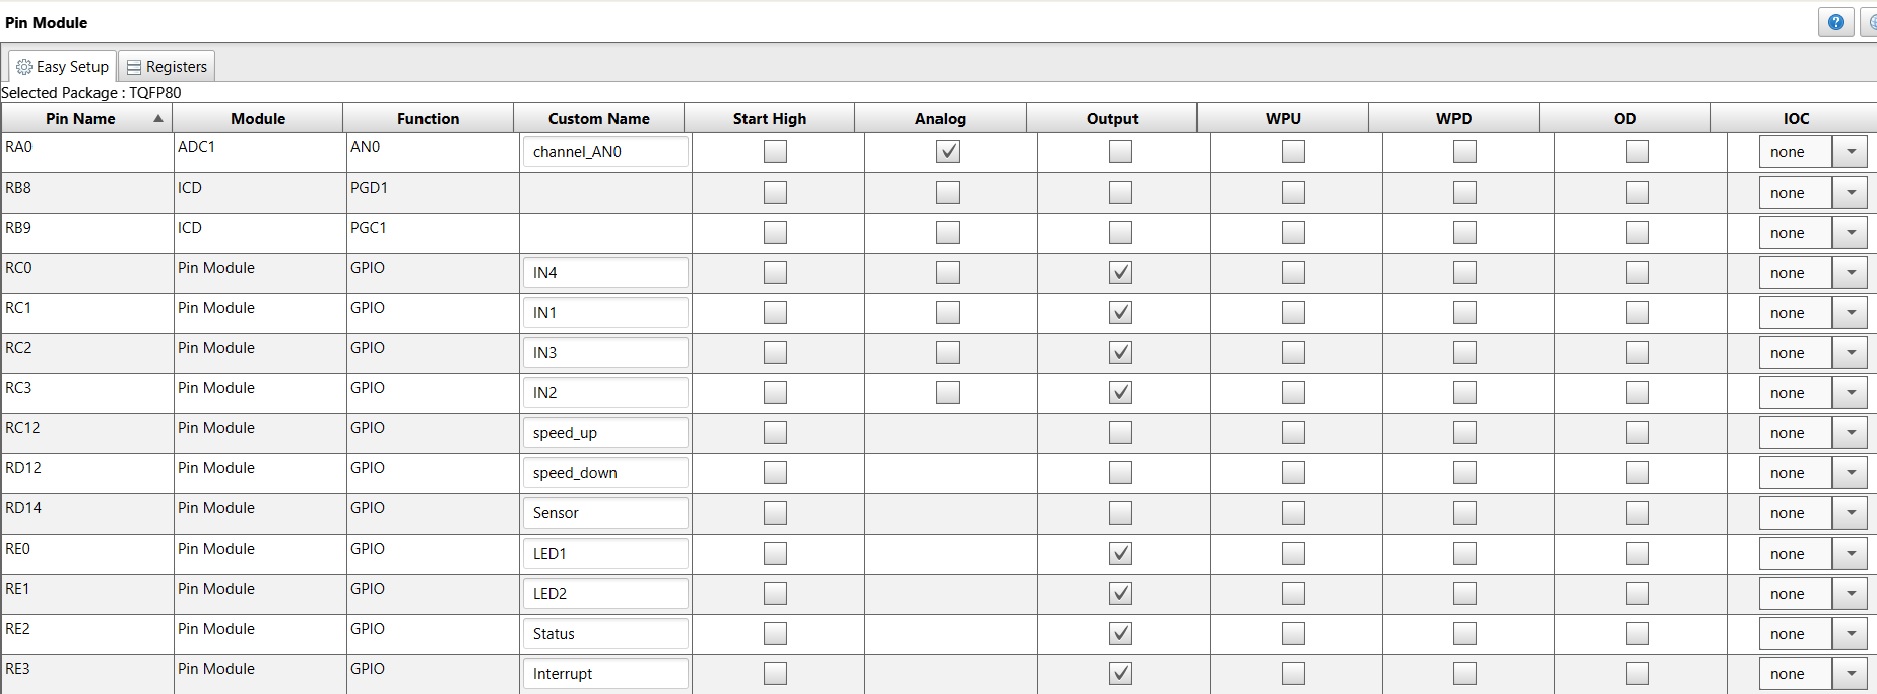 Pin Module
Easy Setup Registers
Selected Package : TQFP80
Pin Name Module Function Custom Name Start High Analog Output WPU WPD OD IOC
RA0 ADC1 AN0 channel_AN0 none
RB8 ICD PGD1 none
RB9 ICD PGC1 none
RC0 Pin Module GPIO IN4 none
RC1 Pin Module GPIO IN1 none
RC2 Pin Module GPIO IN3 none
RC3 Pin Module GPIO IN2 none
RC12 Pin Module GPIO speed_up none
RD12 Pin Module GPIO speed_down none
RD14 Pin Module GPIO Sensor none
RE0 Pin Module GPIO LED1 none
RE1 Pin Module GPIO LED2 none
RE2 Pin Module GPIO Status none
RE3 Pin Module GPIO Interrupt none